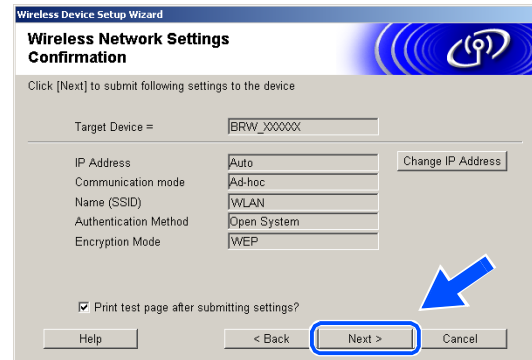 Wireless Device Setup Wizard
Wireless Network Settings
Confirmation
Click [Next] to submit following settings to the device
Target Device = BRW_XXXXXX
IP Address Auto Change IP Address
Communication mode Ad-hoc
Name (SSID) WLAN
Authentication Method Open System
Encryption Mode WEP
Print test page after submitting settings?
Help < Back Next > Cancel